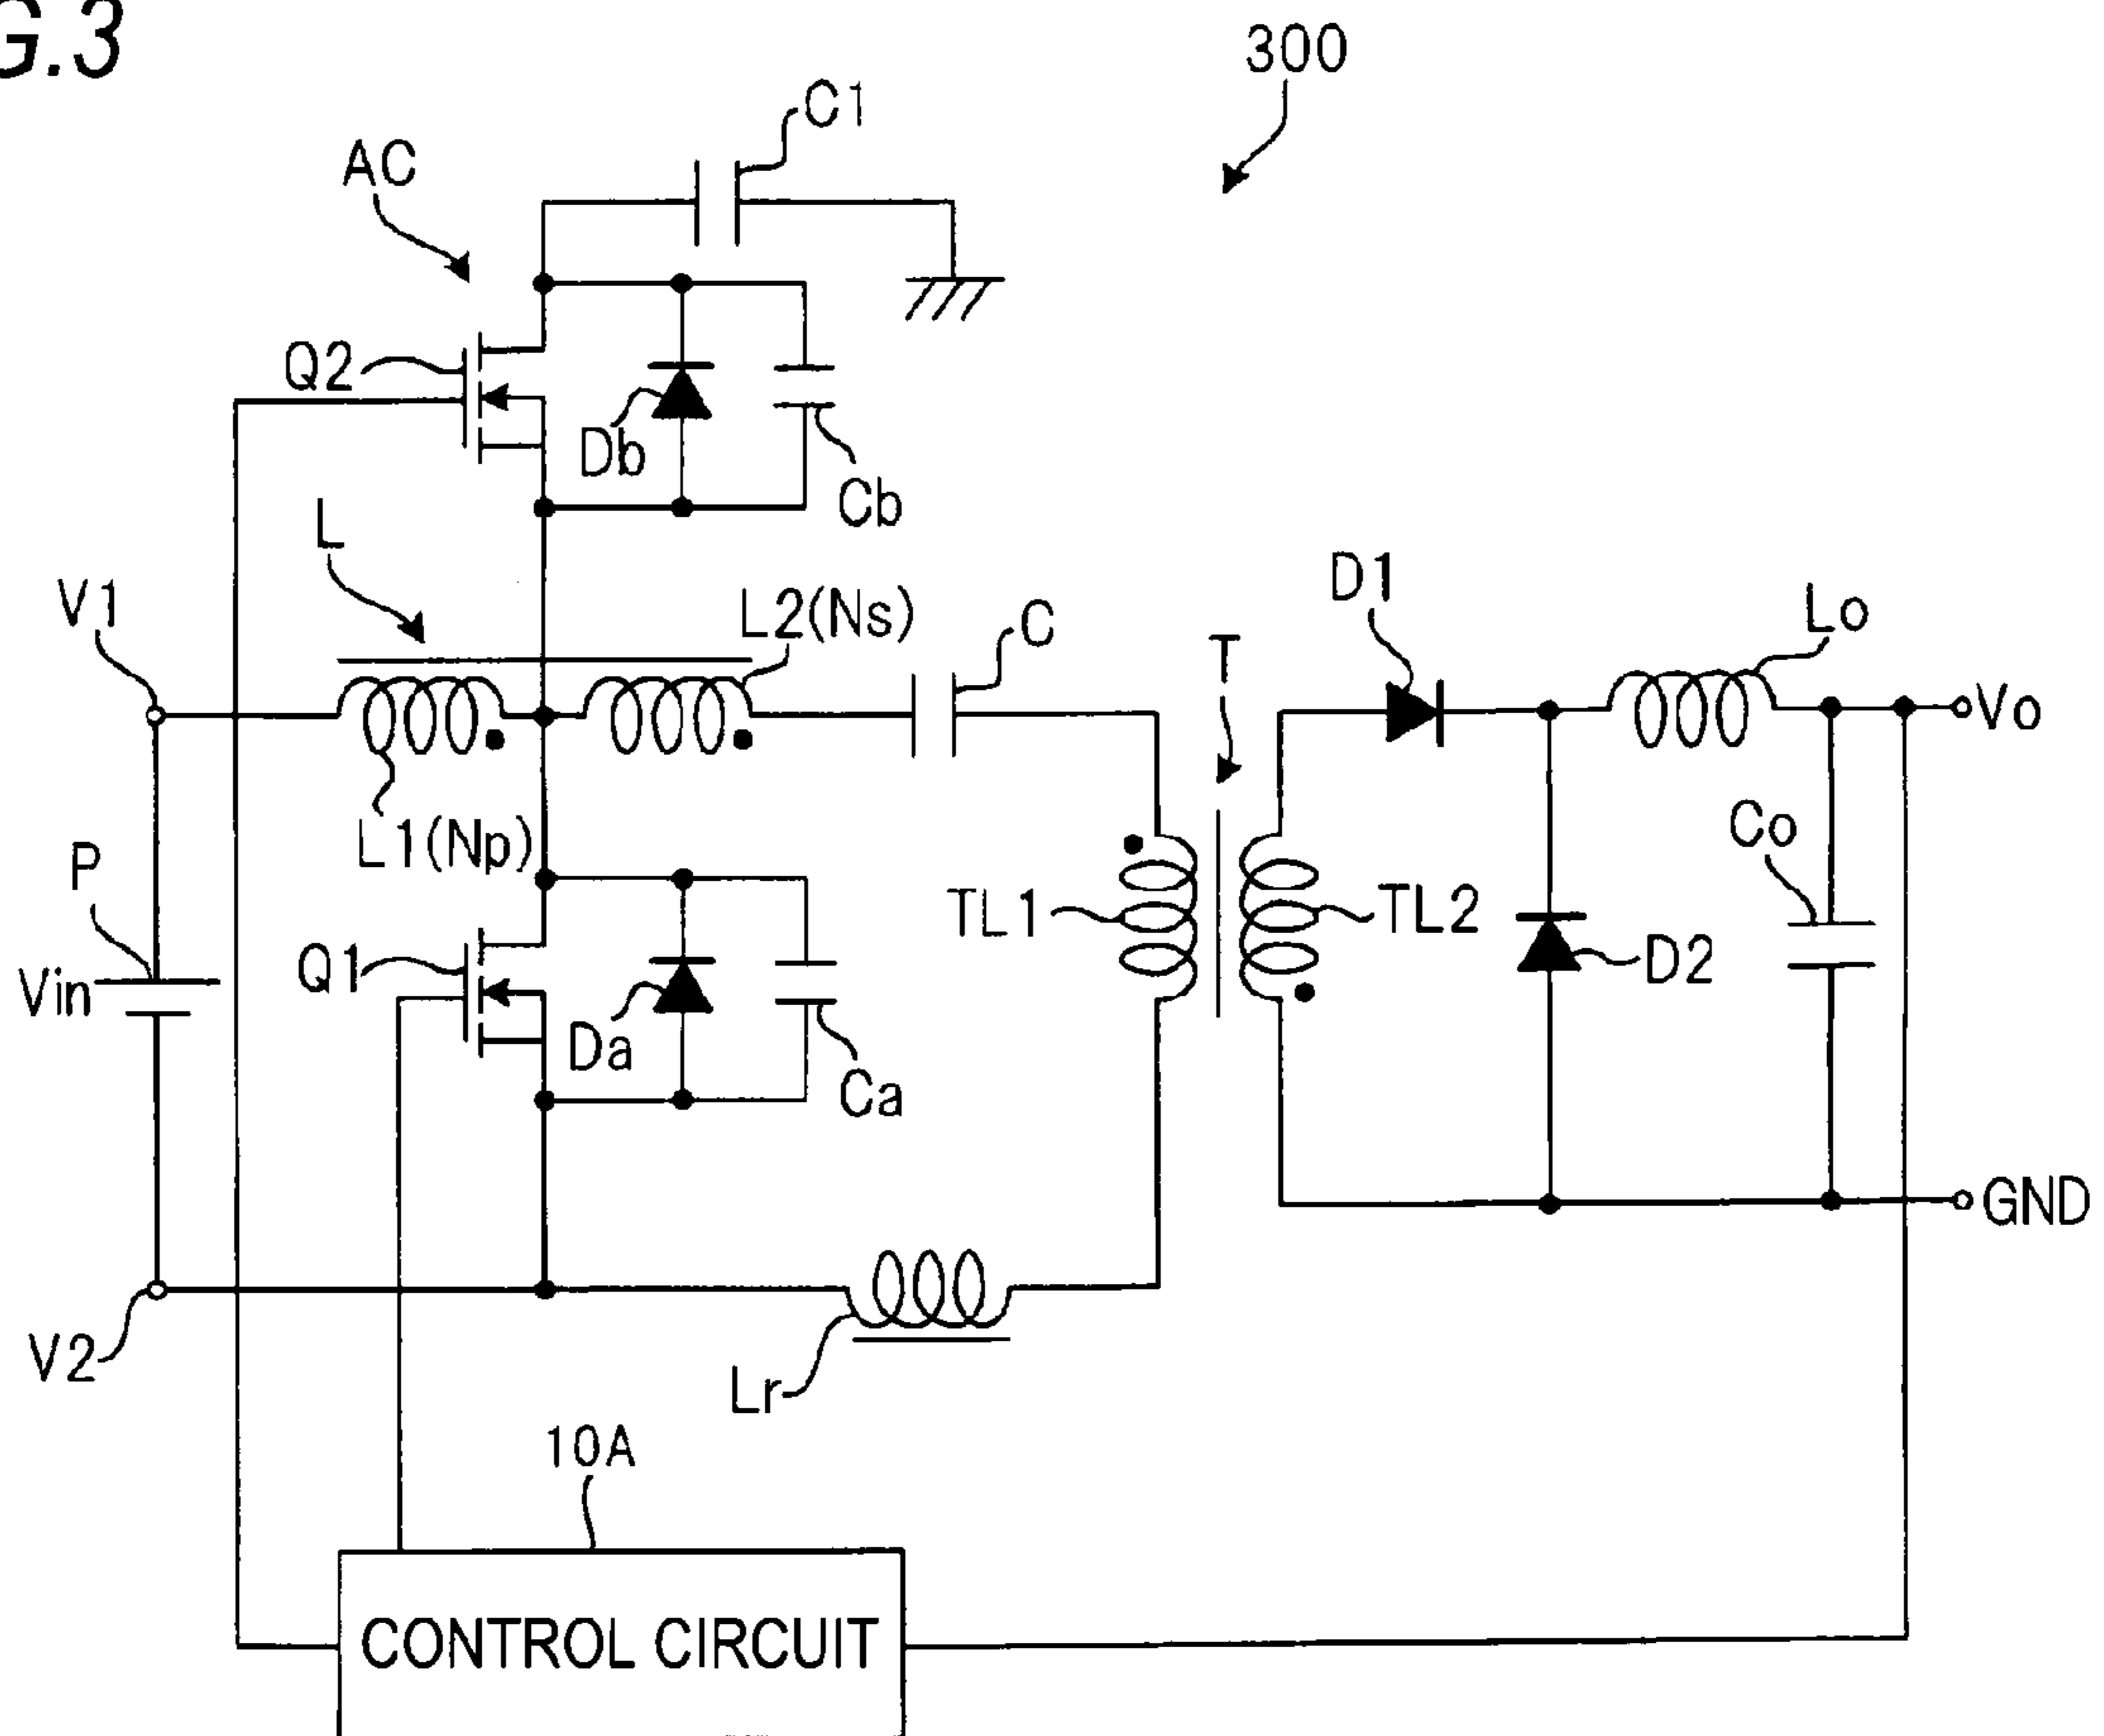 G.3
300
C1
AC
Q2
Db
Cb
L
V1
L2(Ns)
C
T
D1
Lo
Vo
L1(Np)
P
Vin
Q1
Da
Ca
TL1
TL2
Co
D2
GND
V2
Lr
10A
CONTROL CIRCUIT